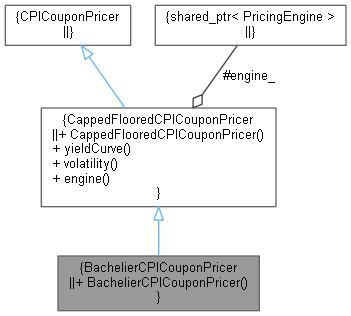 {CPICouponPricer
||}
{shared_ptr< PricingEngine >
||}
#engine_
{CappedFlooredCPICouponPricer
||+ CappedFlooredCPICouponPricer()
+ yieldCurve()
+ volatility()
+ engine()
}
{BachelierCPICouponPricer
||+ BachelierCPICouponPricer()
}